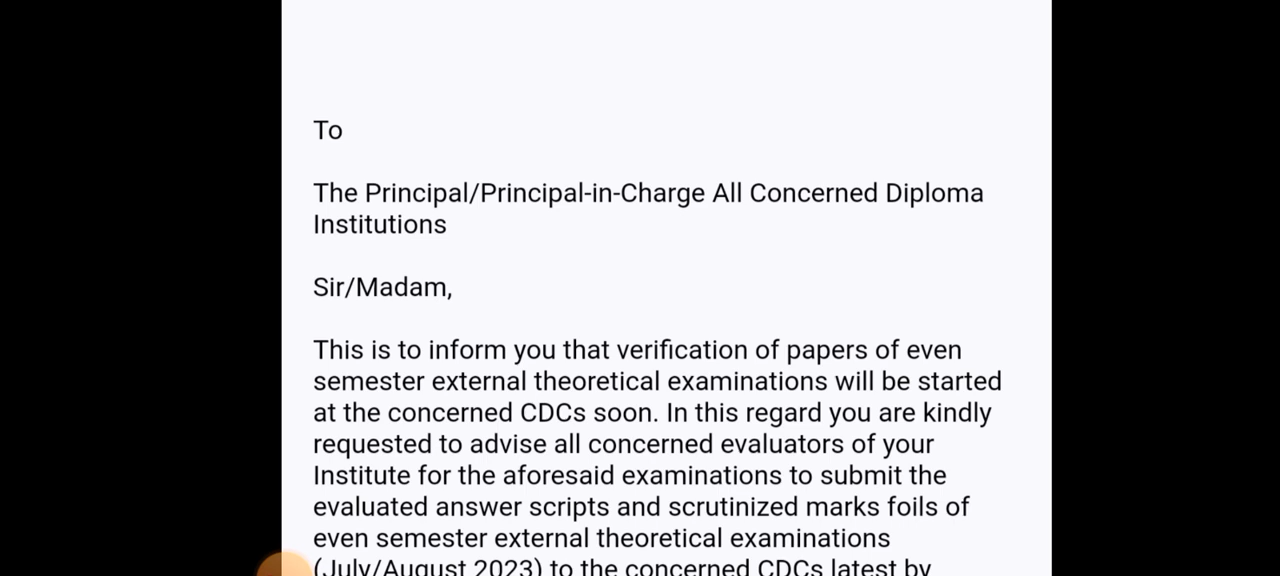 To
The Principal/Principal-in-Charge All Concerned Diploma
Institutions
Sir/Madam,
This is to inform you that verification of papers of even
semester external theoretical examinations will be started
at the concerned CDCs soon. In this regard you are kindly
requested to advise all concerned evaluators of your
Institute for the aforesaid examinations to submit the
evaluated answer scripts and scrutinized marks foils of
even semester external theoretical examinations
(July/August 2023) to the concerned CDCs latest by